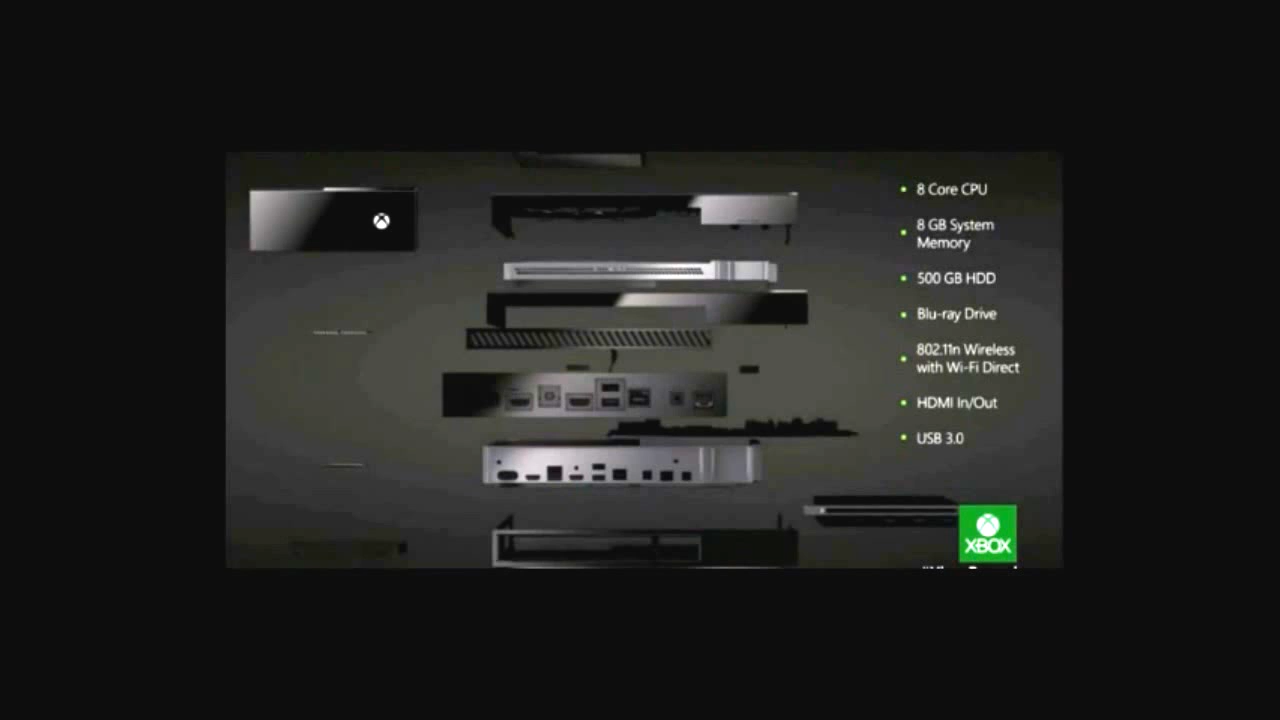 8 Core CPU
8 GB System
Memory
500 GB HDD
Blu-ray Drive
802.11n Wireless
with Wi-Fi Direct
HDMI In/Out
USB 3.0
XBOX